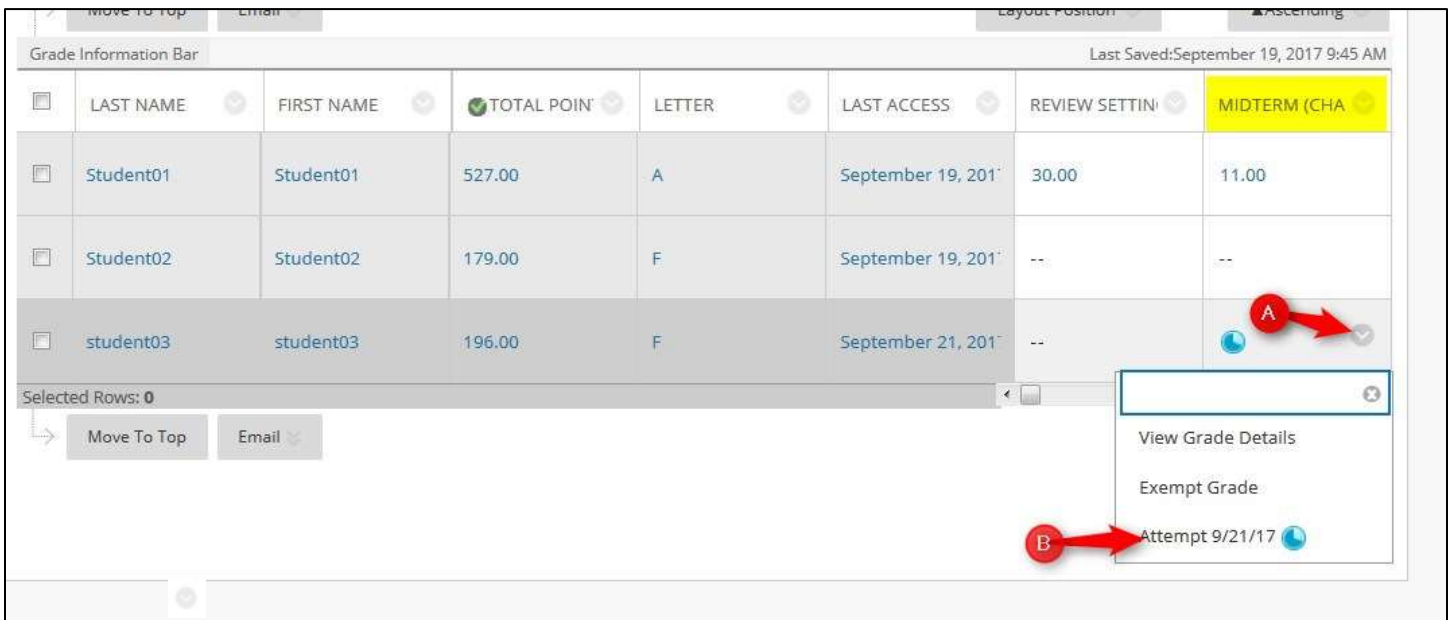 Move To Top Email Layout Position Ascending
Grade Information Bar Last Saved:September 19, 2017 9:45 AM
LAST NAME FIRST NAME TOTAL POIN LETTER LAST ACCESS REVIEW SETTIN MIDTERM (CHA
Student01 Student01 527.00 A September 19, 201 30.00 11.00
Student02 Student02 179.00 F September 19, 201 -- --
A
student03 student03 196.00 F September 21, 201 --
Selected Rows: 0
Move To Top Email
View Grade Details
Exempt Grade
B Attempt 9/21/17